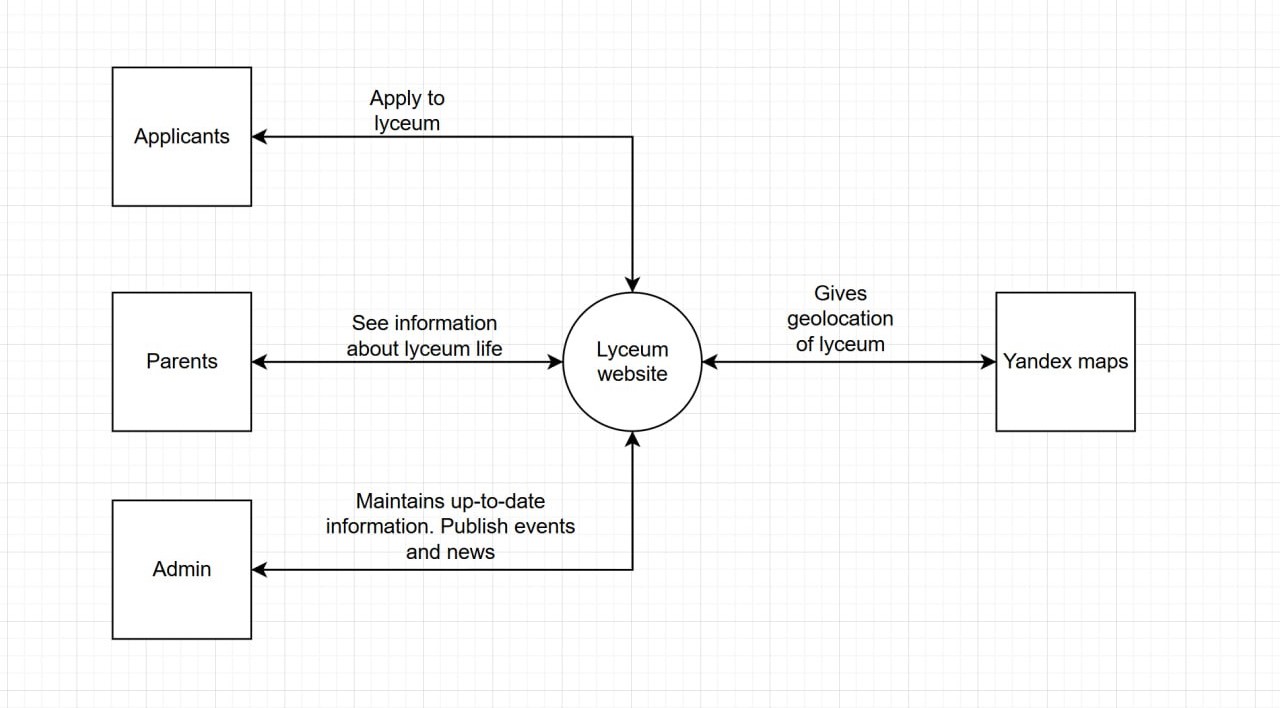 Apply to
lyceum
Applicants
See information
about lyceum life
Parents
Lyceum
website
Gives
geolocation
of lyceum
Yandex maps
Maintains up-to-date
information. Publish events
and news
Admin